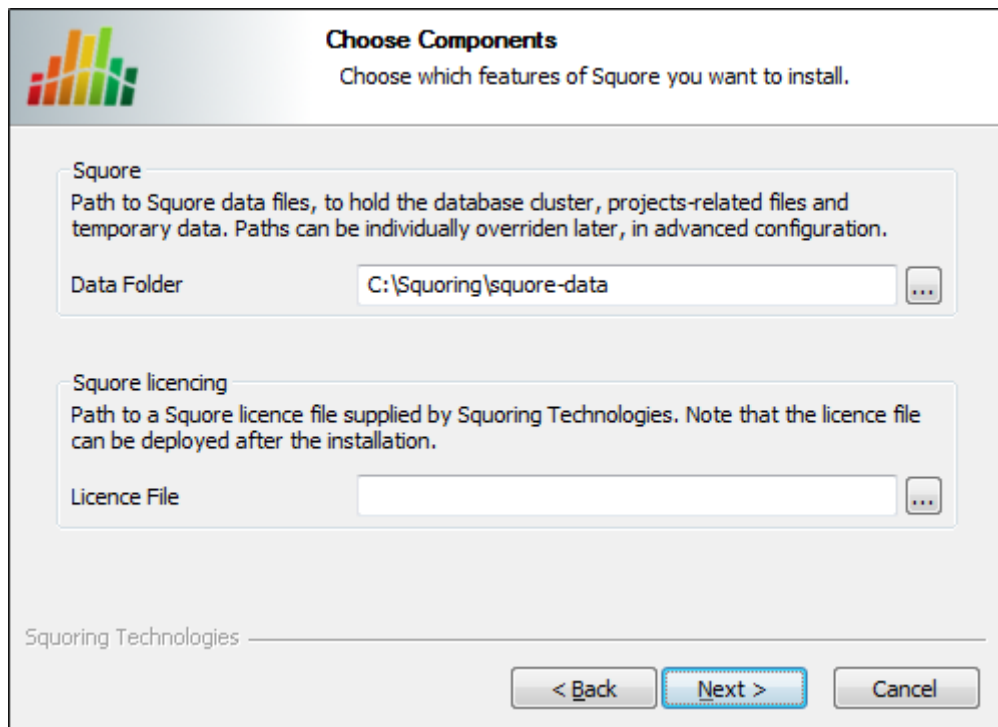 Choose Components
Choose which features of Squore you want to install.
Squore
Path to Squore data files, to hold the database cluster, projects-related files and
temporary data. Paths can be individually overriden later, in advanced configuration.
Data Folder
C:\Squoring\squore-data
...
Squore licencing
Path to a Squore licence file supplied by Squoring Technologies. Note that the licence file
can be deployed after the installation.
Licence File
...
Squoring Technologies
< Back
Next >
Cancel